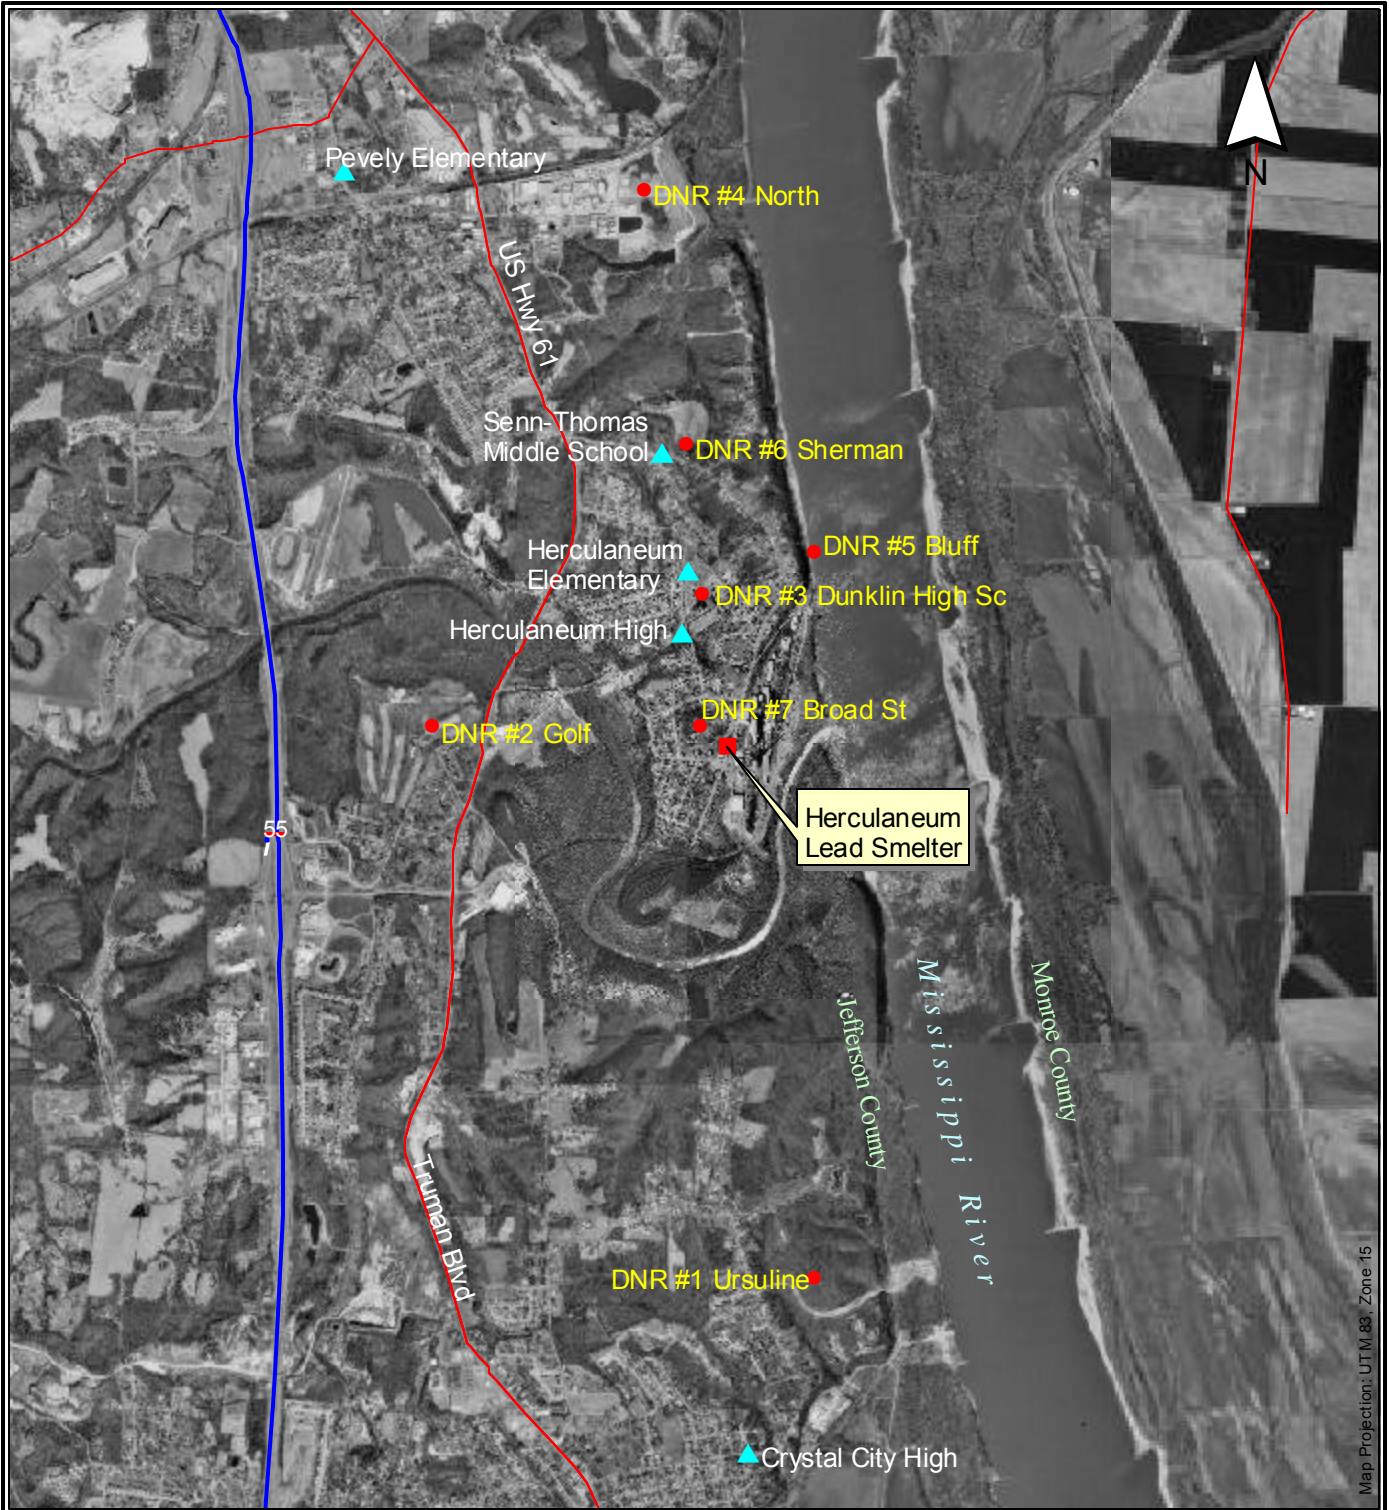 Pevely Elementary
N
DNR #4 North
US Hwy 61
Senn-Thomas
Middle School
DNR #6 Sherman
Herculaneum
Elementary
DNR #5 Bluff
DNR #3 Dunklin High Sc
Herculaneum High
DNR #7 Broad St
DNR #2 Golf
Herculaneum
Lead Smelter
55
I
Mississippi River
Monroe County
Jefferson County
Truman Blvd
DNR #1 Ursuline
Crystal City High
Map Projection: UTM 83, Zone 15